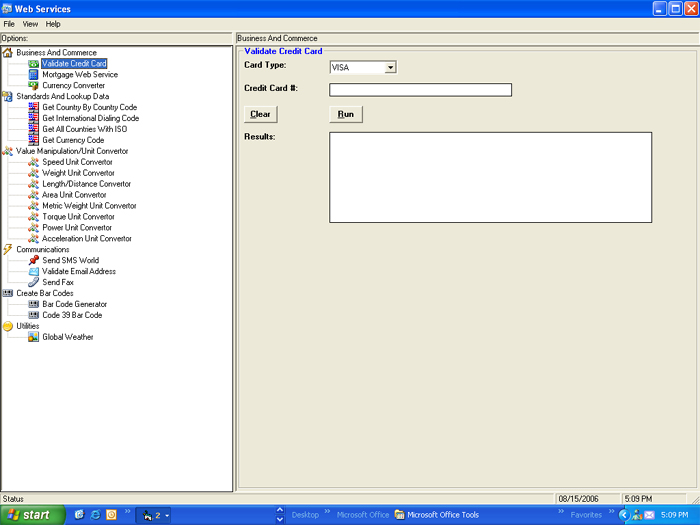 Web Services
File View Help
Options:
Business And Commerce
Validate Credit Card
Mortgage Web Service
Currency Converter
Standards And Lookup Data
Get Country By Country Code
Get International Dialing Code
Get All Countries With ISO
Get Currency Code
Value Manipulation/Unit Convertor
Speed Unit Convertor
Weight Unit Convertor
Length/Distance Convertor
Area Unit Convertor
Metric Weight Unit Convertor
Torque Unit Convertor
Power Unit Convertor
Acceleration Unit Convertor
Communications
Send SMS World
Validate Email Address
Send Fax
Create Bar Codes
Bar Code Generator
Code 39 Bar Code
Utilities
Global Weather
Business And Commerce
Validate Credit Card
Card Type: VISA
Credit Card #:
Clear Run
Results:
Status 08/15/2006 5:09 PM
start 2 Desktop Microsoft Office Microsoft Office Tools Favorites 5:09 PM